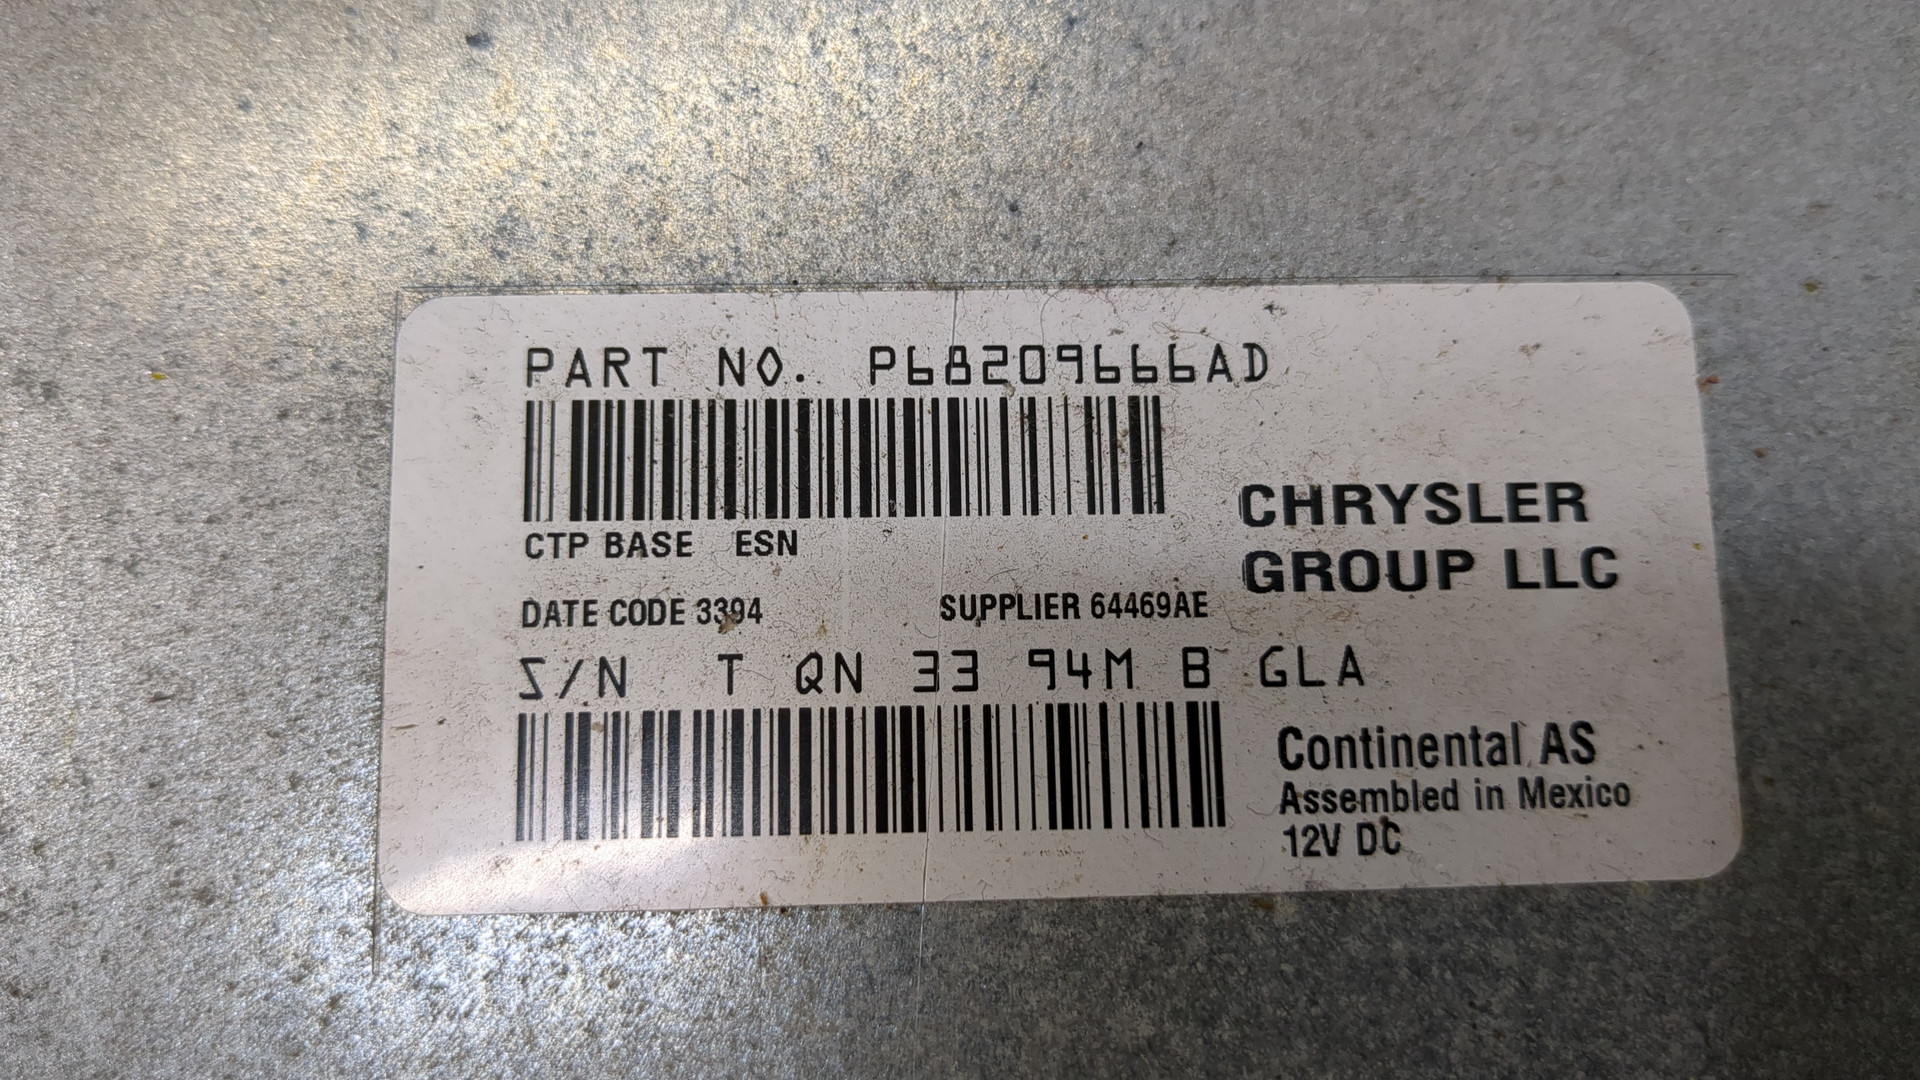 PART NO. P68209666AD
CTP BASE ESN
CHRYSLER
GROUP LLC
DATE CODE 3394
SUPPLIER 64469AE
S/N T QN 33 94M B GLA
Continental AS
Assembled in Mexico
12V DC